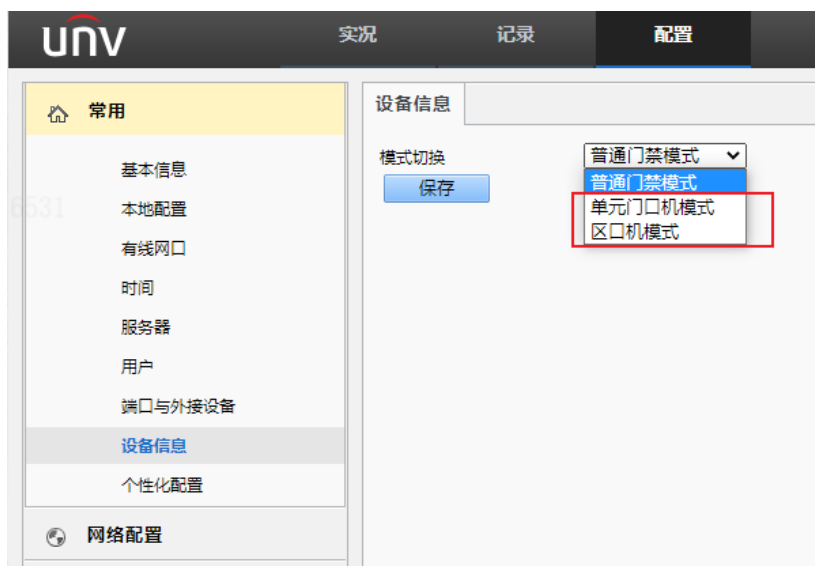 unv 实况 记录 配置
常用
基本信息
本地配置
有线网口
时间
服务器
用户
端口与外接设备
设备信息
个性化配置
网络配置
设备信息
模式切换 普通门禁模式
保存
普通门禁模式
单元门口机模式
区口机模式
6531